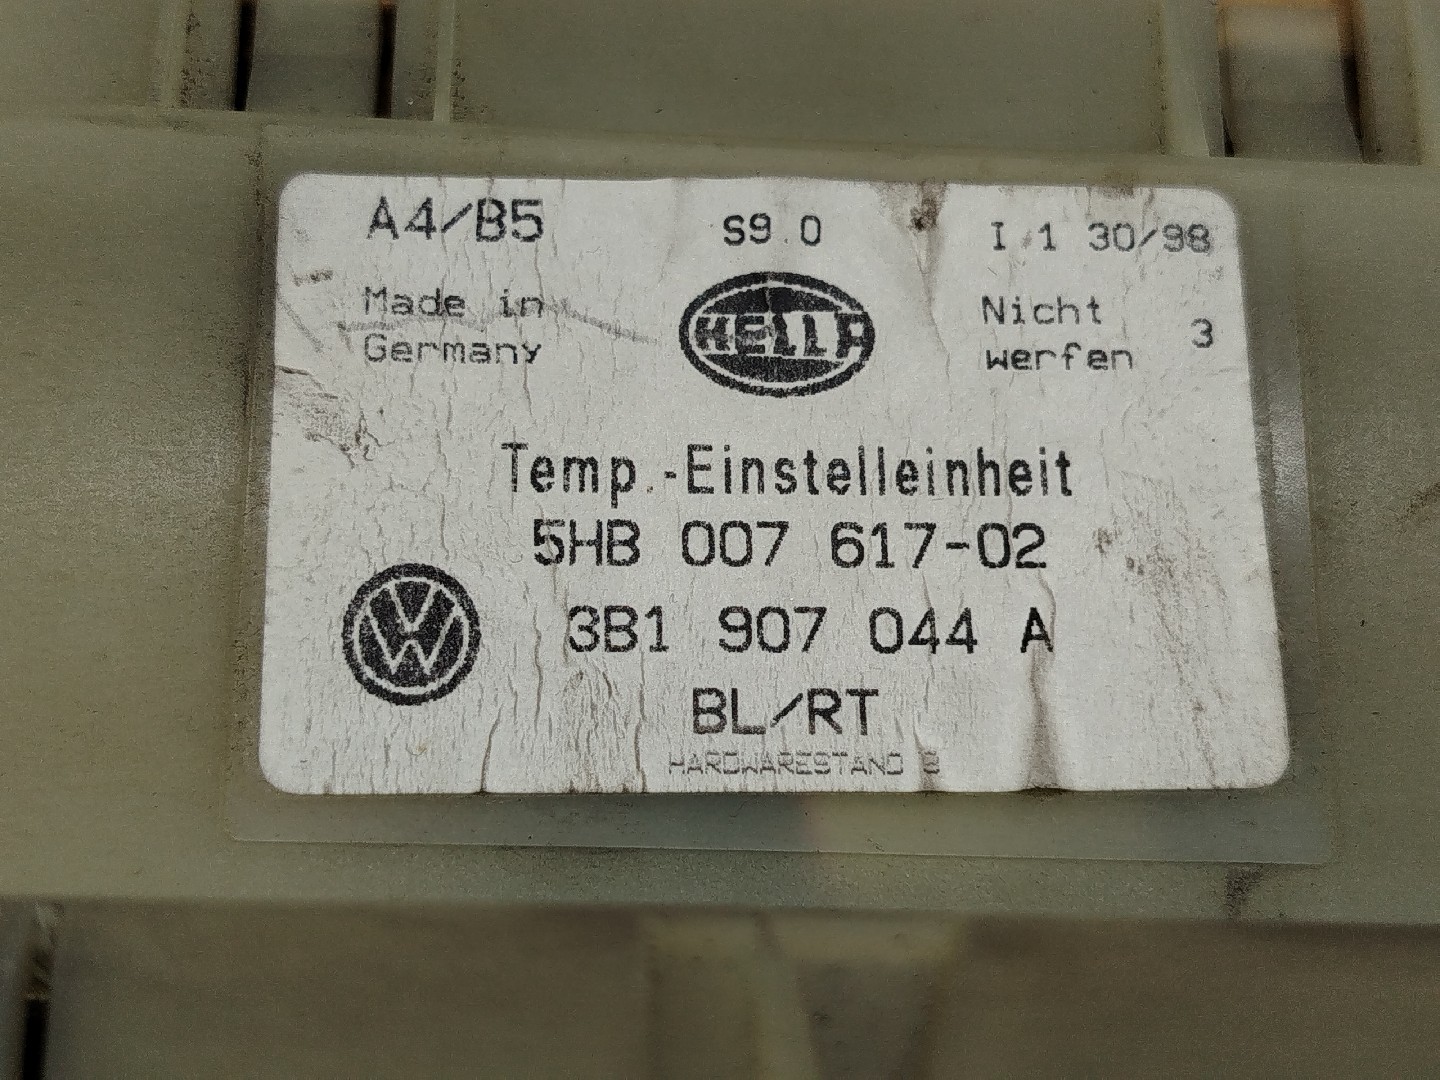 A4/B5 S9.0 I 1 30/98
Made in Germany
HELLA
Nicht werfen 3
Temp.-Einstelleinheit
5HB 007 617-02
VW 3B1 907 044 A
BL/RT
HARDWARESTAND